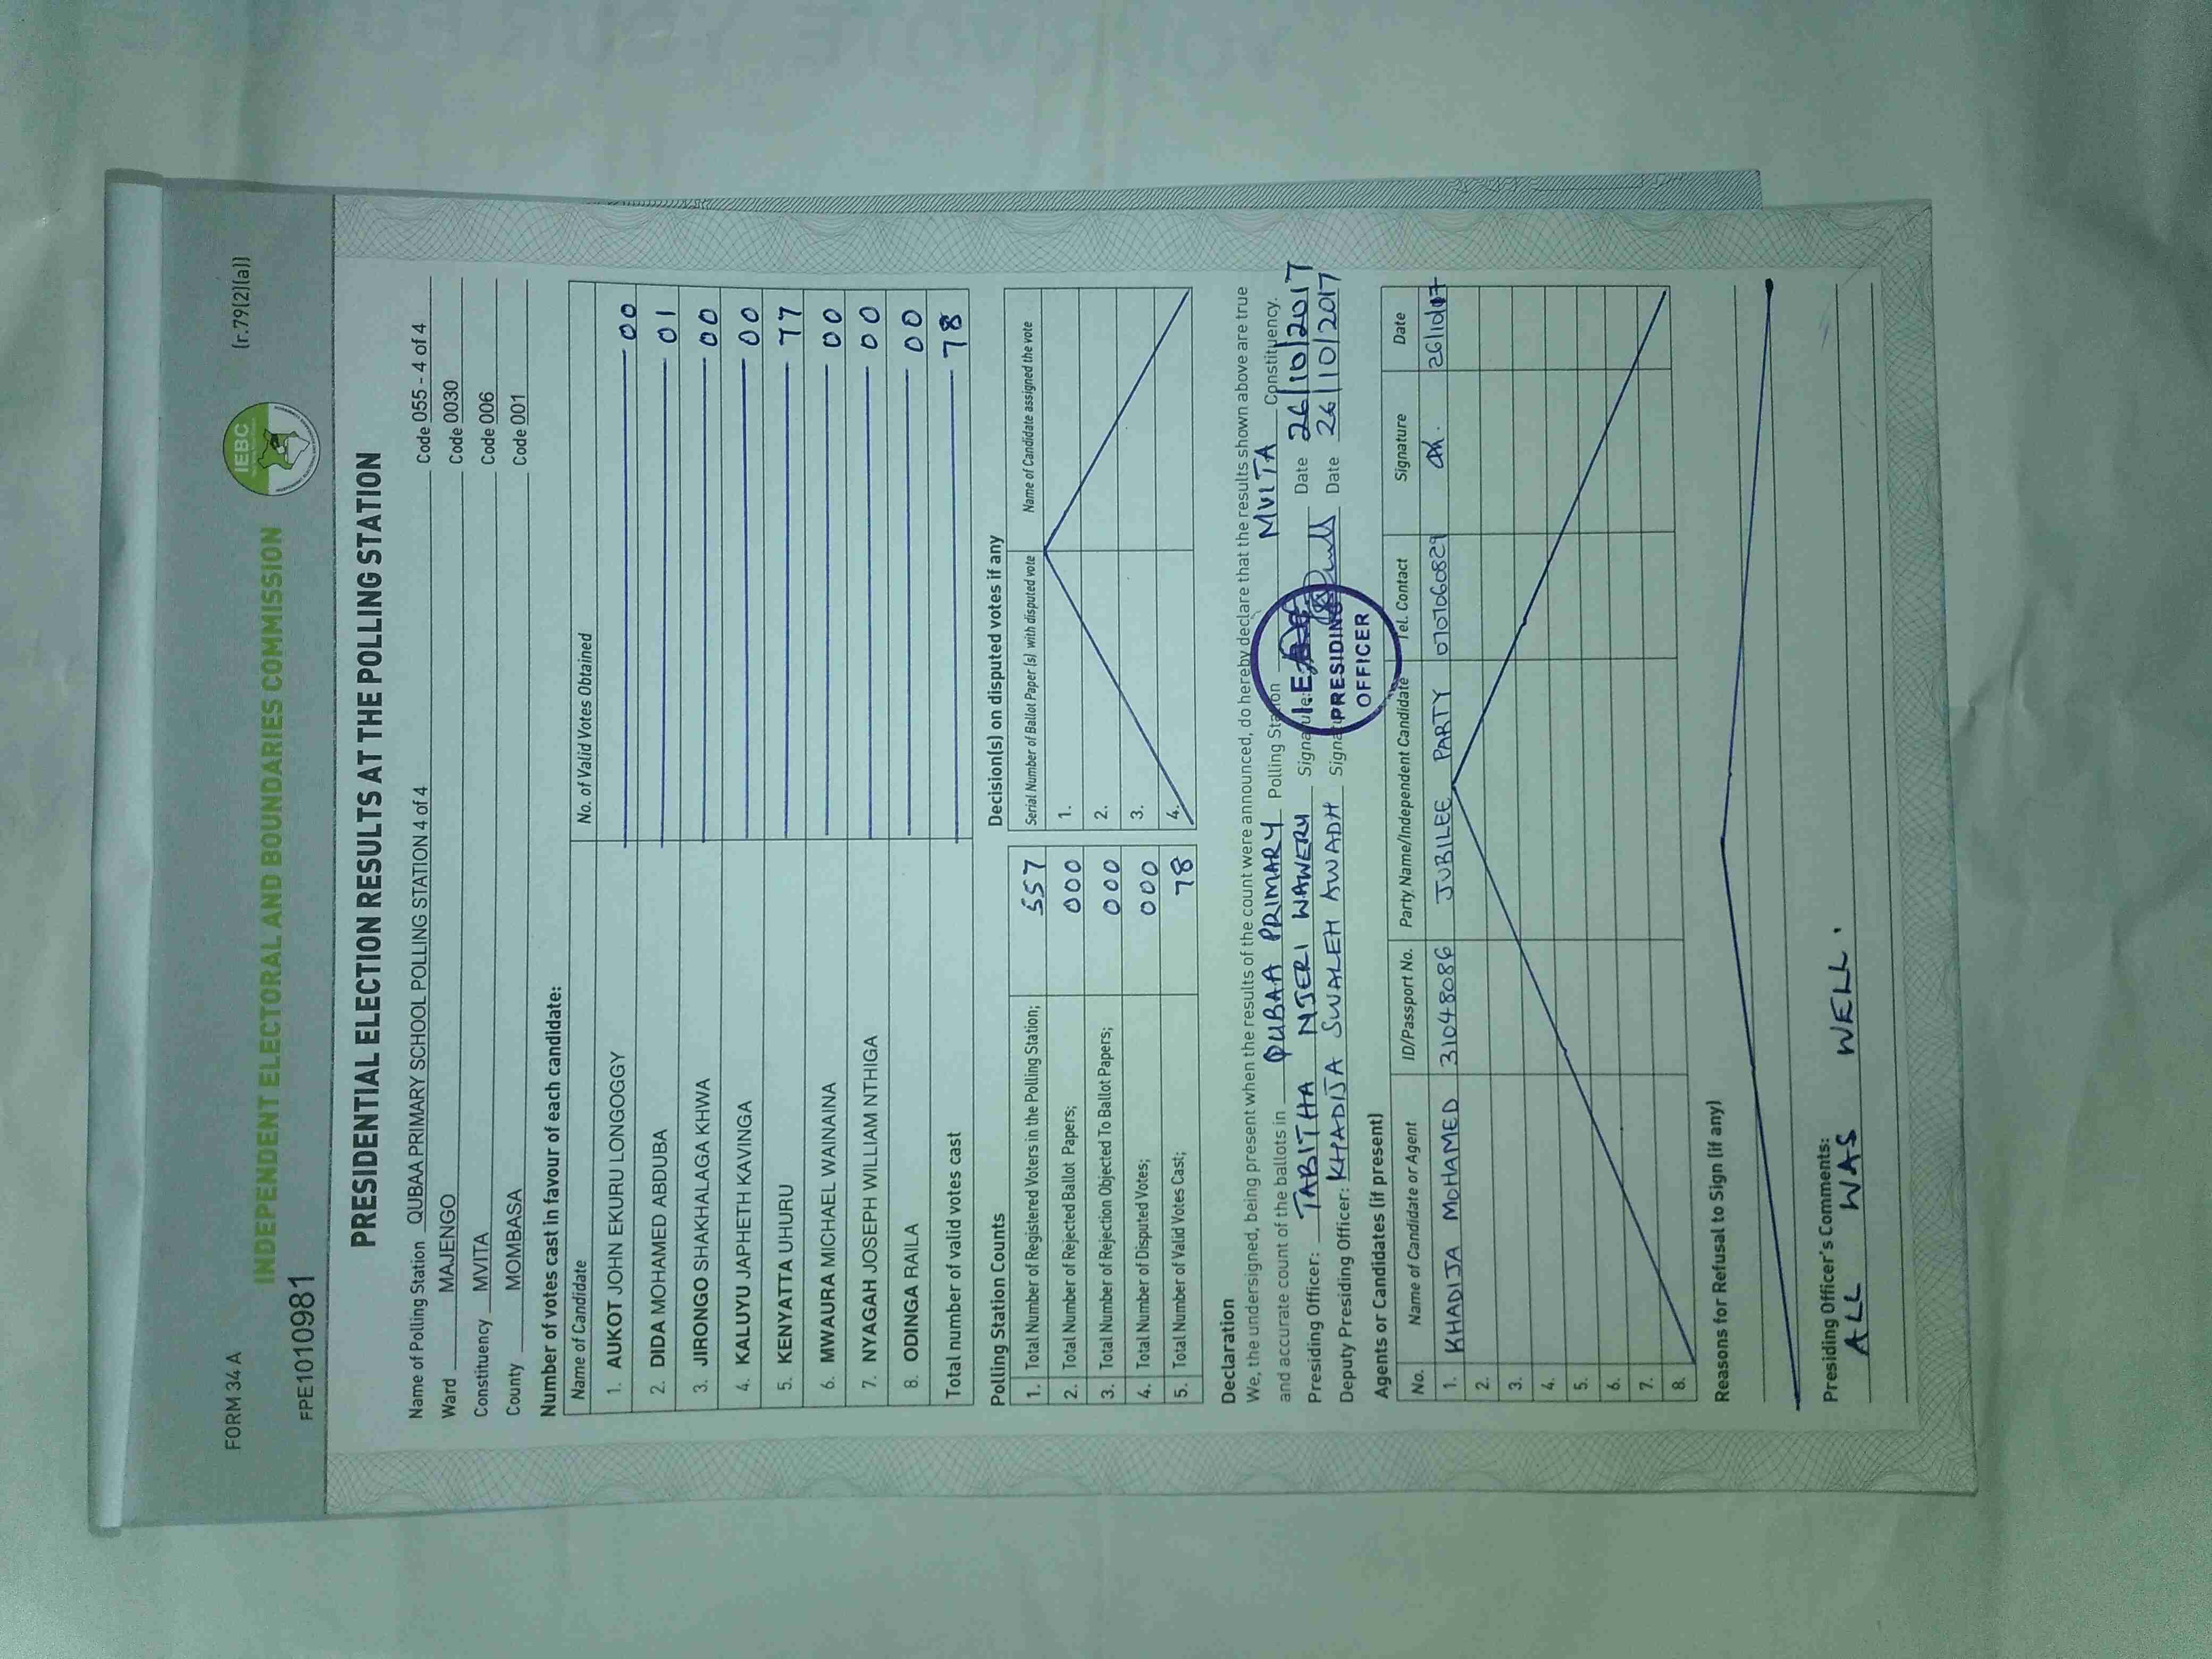 FORM 34 A
(r.79(2)(a))
INDEPENDENT ELECTORAL AND BOUNDARIES COMMISSION
IEBC
FPE1010981
PRESIDENTIAL ELECTION RESULTS AT THE POLLING STATION
Name of Polling Station QUBAA PRIMARY SCHOOL POLLING STATION 4 of 4 Code 055 - 4 of 4
Ward MAJENGO Code 0030
Constituency MVITA Code 006
County MOMBASA Code 001
Number of votes cast in favour of each candidate:
Name of Candidate No. of Valid Votes Obtained
1. AUKOT JOHN EKURU LONGOGGY 00
2. DIDA MOHAMED ABDUBA 01
3. JIRONGO SHAKHALAGA KHWA 00
4. KALUYU JAPHETH KAVINGA 00
5. KENYATTA UHURU 77
6. MWAURA MICHAEL WAINAINA 00
7. NYAGAH JOSEPH WILLIAM NTHIGA 00
8. ODINGA RAILA 00
Total number of valid votes cast 78
Polling Station Counts
1. Total Number of Registered Voters in the Polling Station; 557
2. Total Number of Rejected Ballot Papers; 000
3. Total Number of Rejection Objected To Ballot Papers; 000
4. Total Number of Disputed Votes; 000
5. Total Number of Valid Votes Cast; 78
Decision(s) on disputed votes if any
Serial Number of Ballot Paper (s) with disputed vote Name of Candidate assigned the vote
1.
2.
3.
4.
Declaration
We, the undersigned, being present when the results of the count were announced, do hereby declare that the results shown above are true
and accurate count of the ballots in QUBAA PRIMARY Polling Station MVITA Constituency.
Presiding Officer: TABITHA NJERI WAWERU Signature: Date 26/10/2017
Deputy Presiding Officer: KHADIJA SWALEH AWADH Date 26/10/2017
PRESIDING
OFFICER
Agents or Candidates (if present)
No. Name of Candidate or Agent ID/Passport No. Party Name/Independent Candidate Tel. Contact Signature Date
1. KHADIJA MOHAMED 31048086 JUBILEE PARTY 0707060829 26/10/17
2.
3.
4.
5.
6.
7.
8.
Reasons for Refusal to Sign (if any)
Presiding Officer's Comments:
ALL WAS WELL.